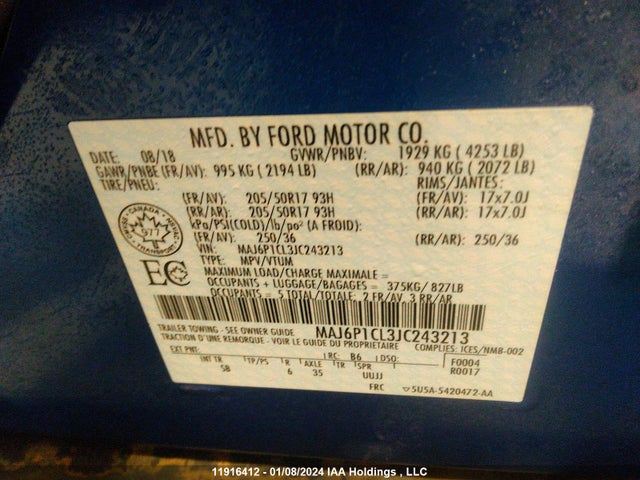 MFD. BY FORD MOTOR CO.
DATE: 08/18 GVWR/PNBV: 1929 KG ( 4253 LB)
GAWR/PNBE (FR/AV): 995 KG ( 2194 LB) (RR/AR): 940 KG ( 2072 LB)
TIRE/PNEU: RIMS/JANTES:
(FR/AV) 205/50R17 93H (FR/AV): 17x7.0J
(RR/AR): 205/50R17 93H (RR/AR): 17x7.0J
kPa/PSI(COLD)/lb/po² (A FROID):
(FR/AV): 250/36 (RR/AR): 250/36
VIN: MAJ6P1CL3JC243213
TYPE: MPV/VTUM
MAXIMUM LOAD/CHARGE MAXIMALE =
OCCUPANTS + LUGGAGE/BAGAGES = 375KG/ 827LB
OCCUPANTS = 5 TOTAL/TOTALE: 2 FR/AV, 3 RR/AR
CANADA
TRANSPORT
EC
TRAILER TOWING - SEE OWNER GUIDE MAJ6P1CL3JC243213
TRACTION D'UNE REMORQUE - VOIR LE GUIDE DU PROPRIETAIRE COMPLIES: ICES/NMB-002
EXT PNT: RC: B6 DSO: F0004
INT TR TP/PS R AXLE TR SPR R0017
SB 6 35 UUJJ
FRC 5U5A-5420472-AA
11916412 - 01/08/2024 IAA Holdings , LLC